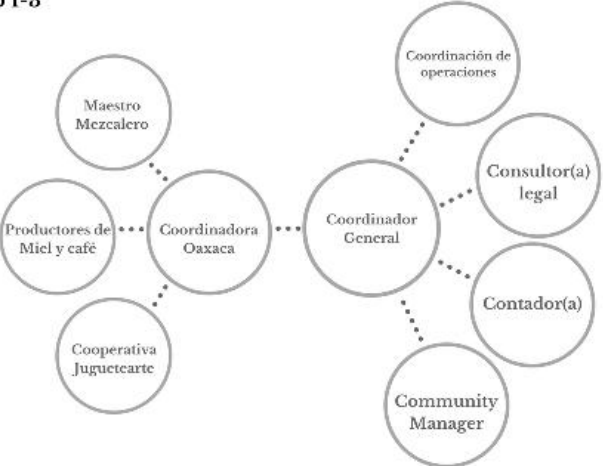 Maestro
Mezcalero
Productores de
Miel y café
Coordinadora
Oaxaca
Cooperativa
Juguetearte
Coordinador
General
Coordinación de
operaciones
Consultor(a)
legal
Contador(a)
Community
Manager